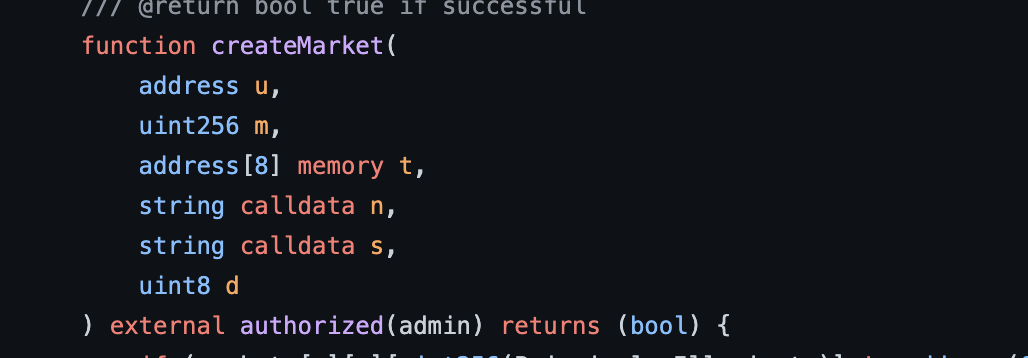 /// @return bool true if successful
function createMarket(
address u,
uint256 m,
address[8] memory t,
string calldata n,
string calldata s,
uint8 d
) external authorized(admin) returns (bool) {